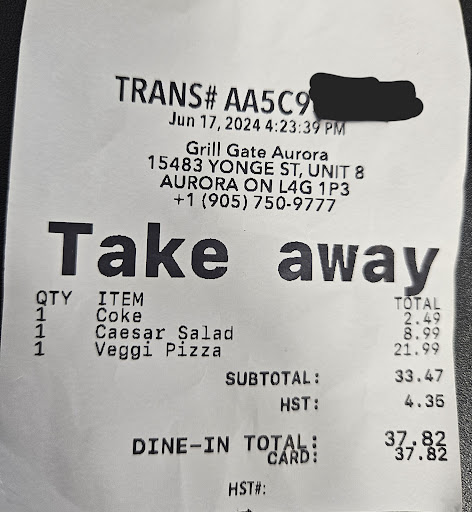 TRANS# AA5C9
Jun 17, 2024 4:23:39 PM
Grill Gate Aurora
15483 YONGE ST, UNIT 8
AURORA ON L4G 1P3
+1 (905) 750-9777
Take away
QTY ITEM TOTAL
1 Coke 2.49
1 Caesar Salad 8.99
1 Veggi Pizza 21.99
SUBTOTAL: 33.47
HST: 4.35
DINE-IN TOTAL: 37.82
CARD: 37.82
HST#: